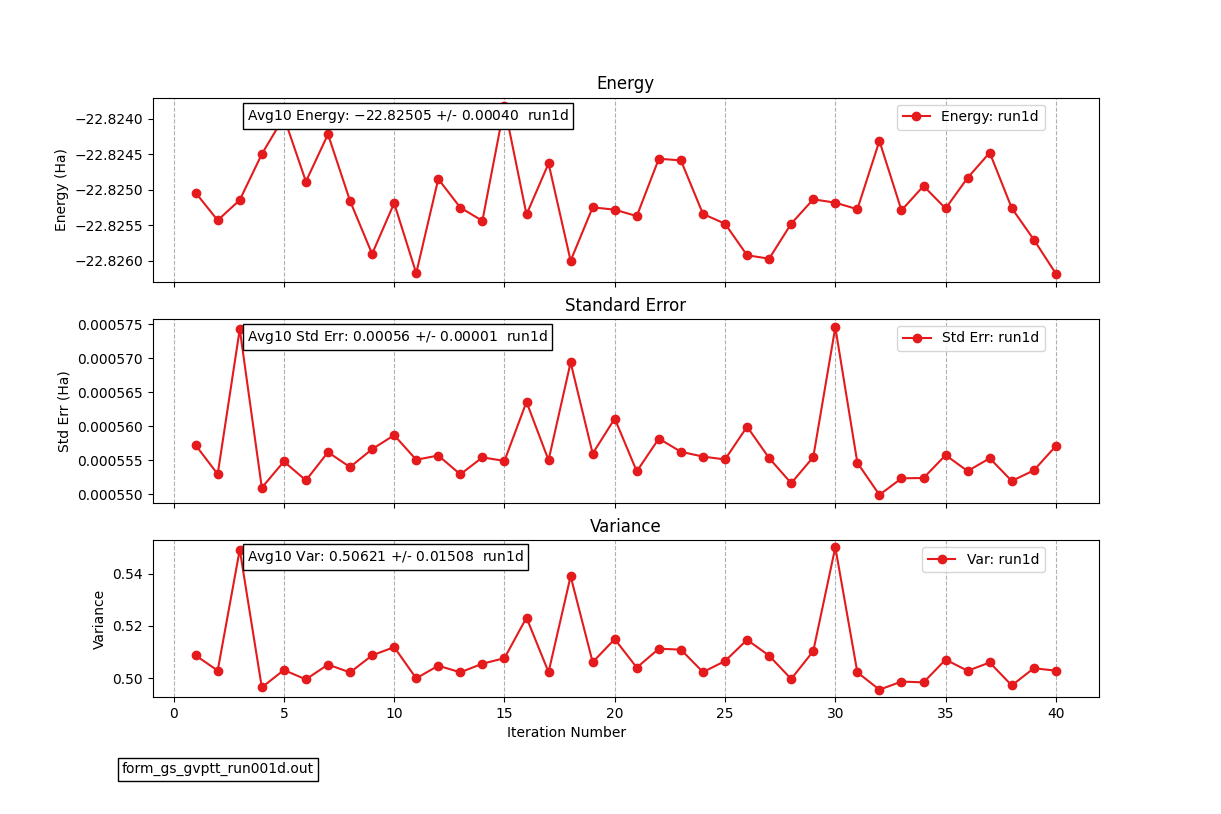 Energy
Avg10 Energy: −22.82505 +/- 0.00040  run1d
Energy: run1d
−22.8240
−22.8245
−22.8250
−22.8255
−22.8260
Energy (Ha)
Standard Error
Avg10 Std Err: 0.00056 +/- 0.00001  run1d
Std Err: run1d
0.000575
0.000570
0.000565
0.000560
0.000555
0.000550
Std Err (Ha)
Variance
Avg10 Var: 0.50621 +/- 0.01508  run1d
Var: run1d
0.54
0.52
0.50
Variance
0 5 10 15 20 25 30 35 40
Iteration Number
form_gs_gvptt_run001d.out